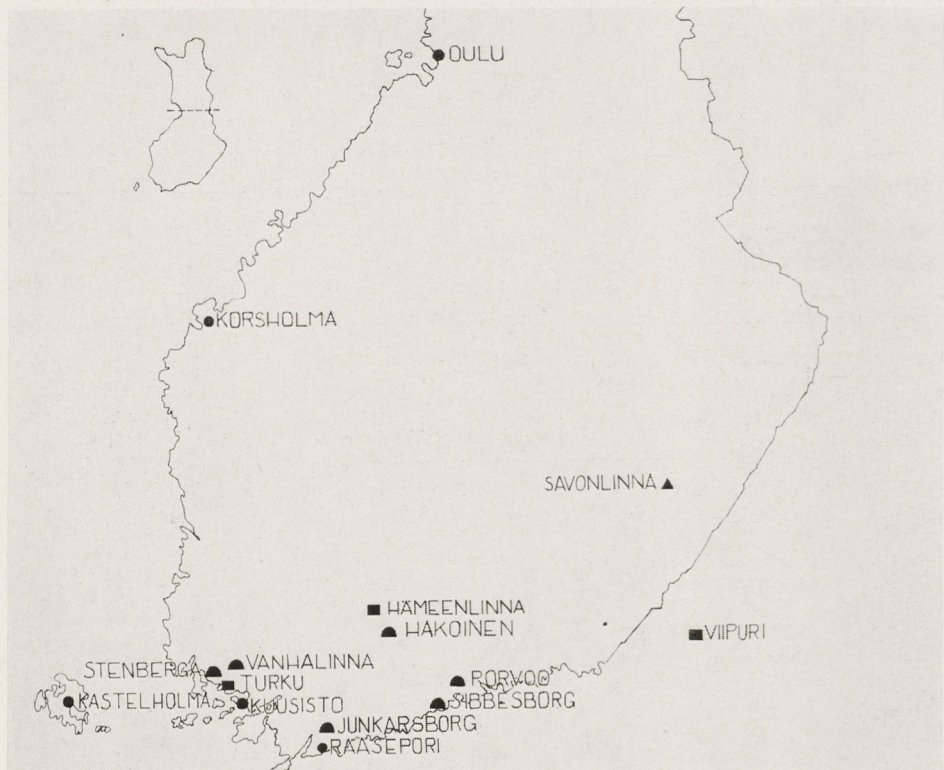 OULU
KORSHOLMA
SAVONLINNA
HÄMEENLINNA
HAKOINEN
VIIPURI
VANHALINNA
STENBERGA
TURKU
PORVOO
KASTELHOLMA
KUUSISTO
SIBBESBORG
JUNKARSBORG
RAASEPORI